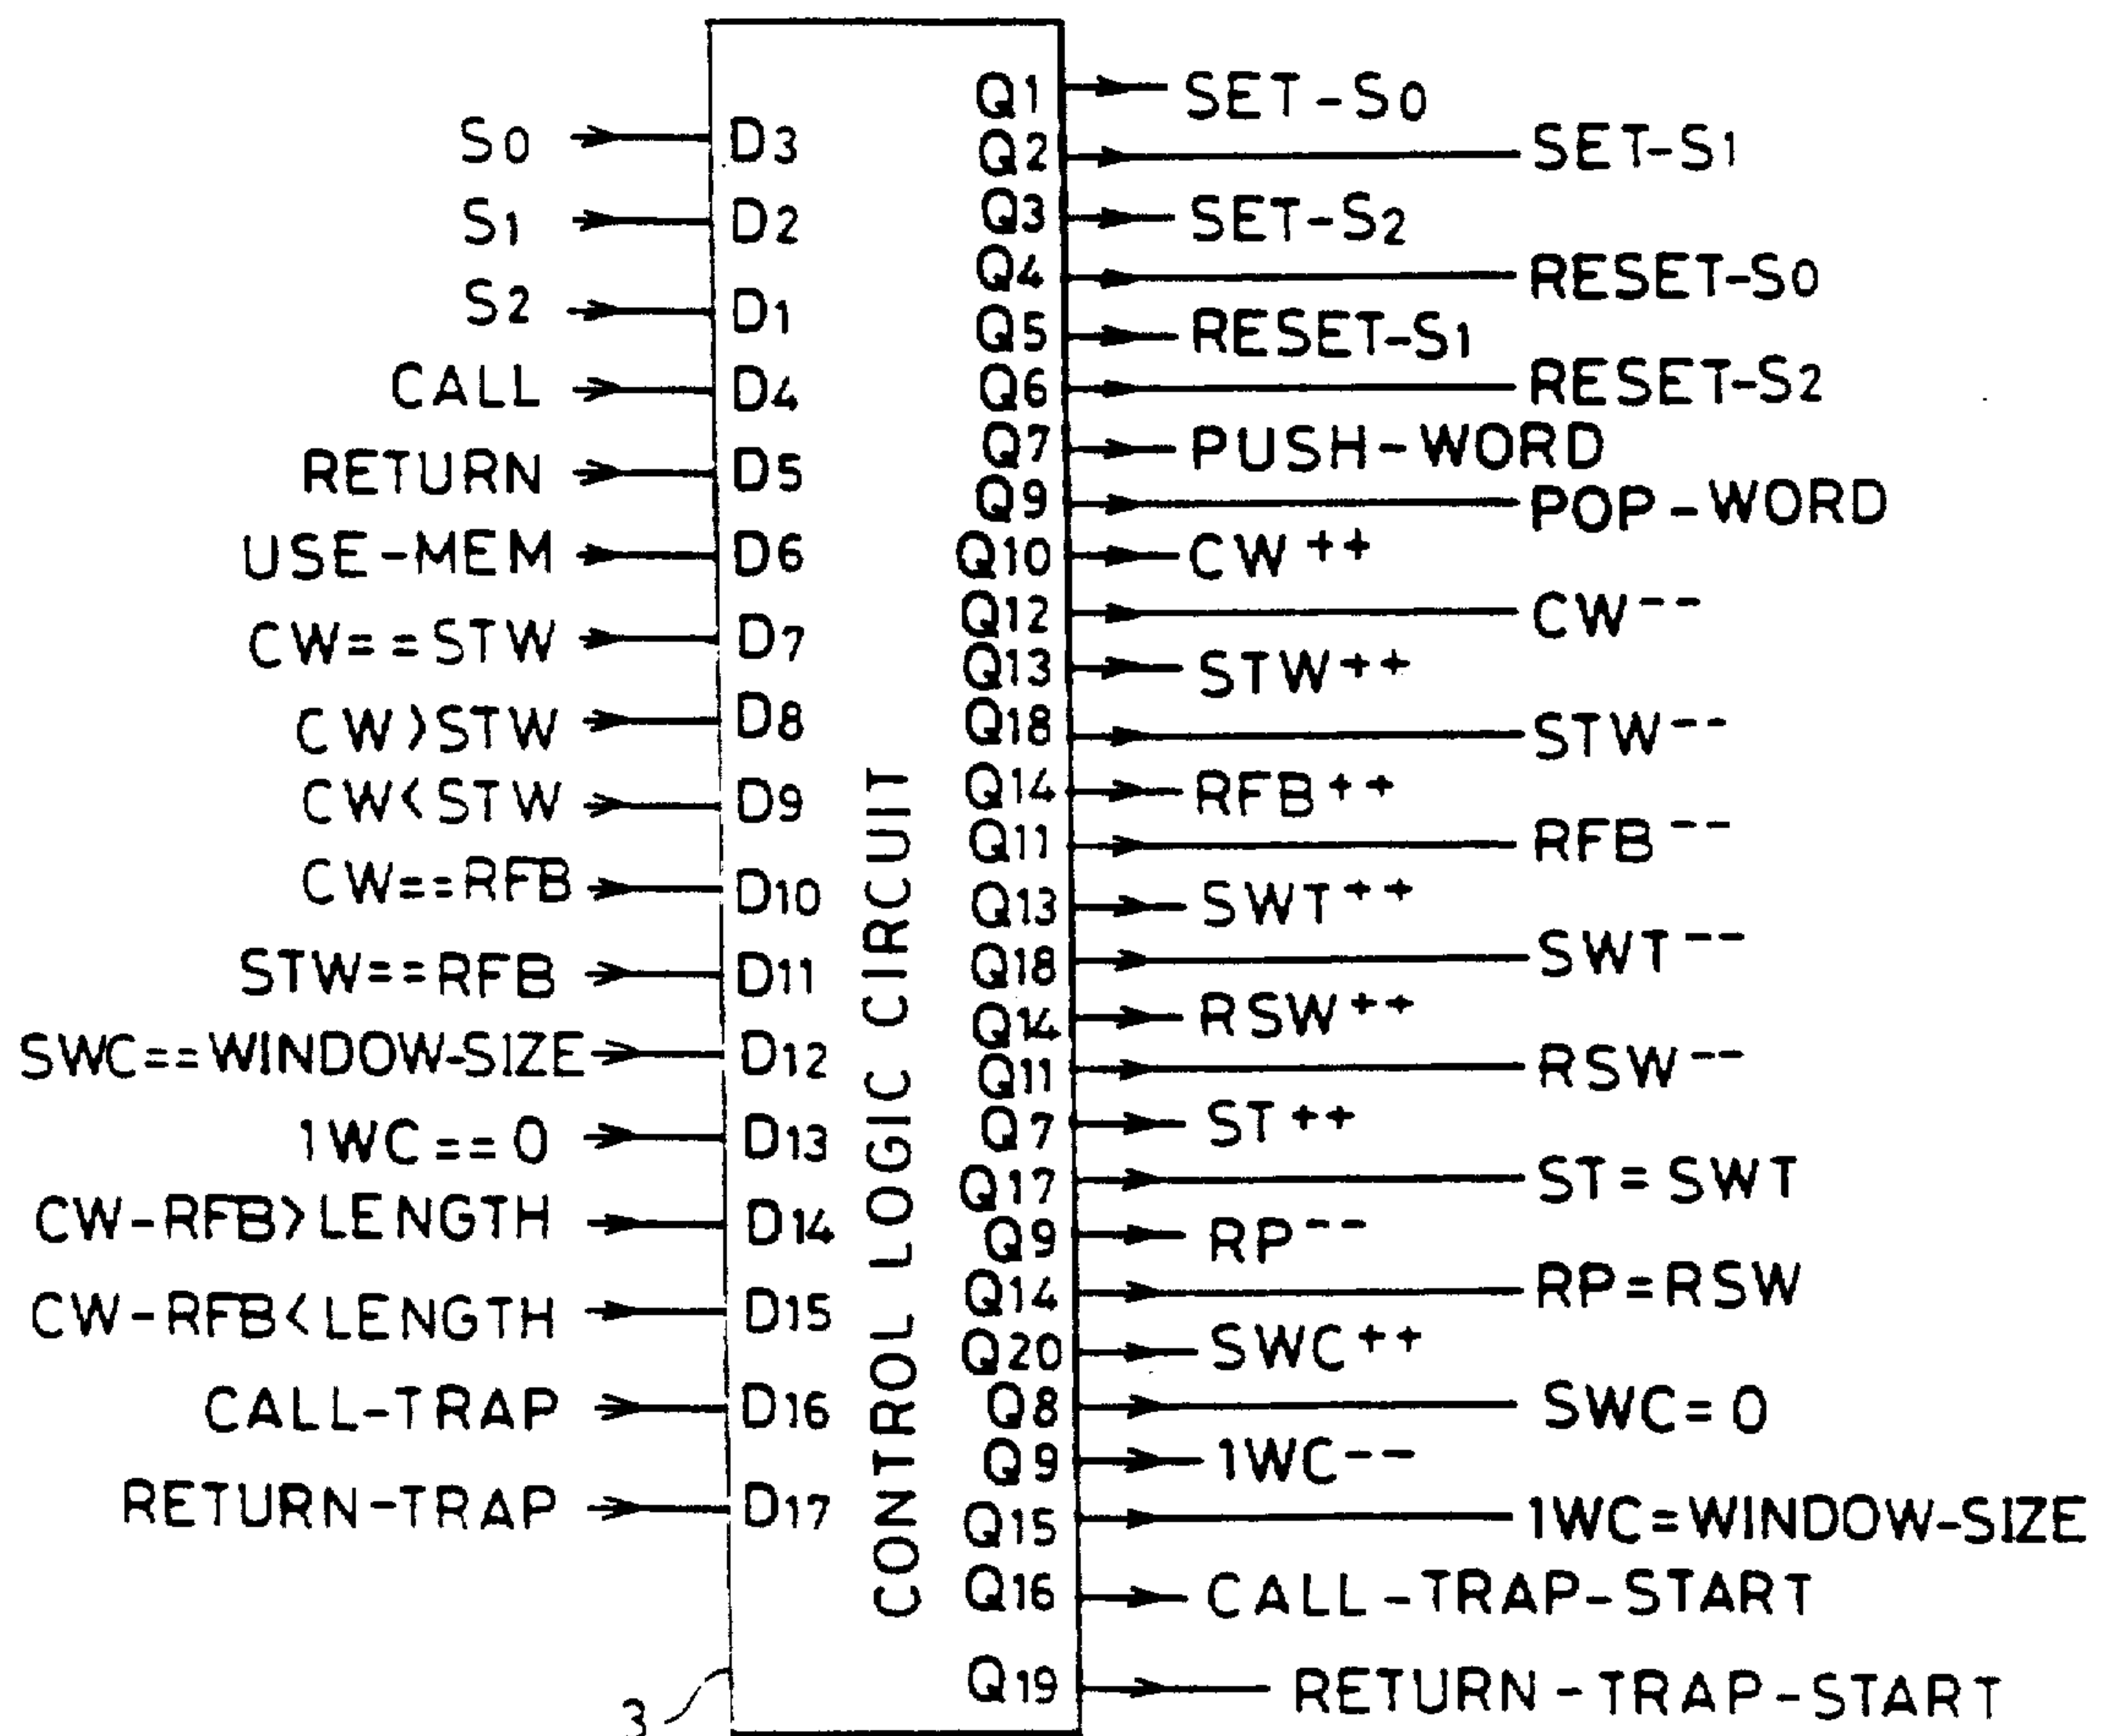 S0 D3
S1 D2
S2 D1
CALL D4
RETURN D5
USE-MEM D6
CW==STW D7
CW>STW D8
CW<STW D9
CW==RFB D10
STW==RFB D11
SWC==WINDOW-SIZE D12
1WC==0 D13
CW-RFB>LENGTH D14
CW-RFB<LENGTH D15
CALL-TRAP D16
RETURN-TRAP D17
CONTROL LOGIC CIRCUIT
3
Q1 SET-S0
Q2 SET-S1
Q3 SET-S2
Q4 RESET-S0
Q5 RESET-S1
Q6 RESET-S2
Q7 PUSH-WORD
Q9 POP-WORD
Q10 CW++
Q12 CW--
Q13 STW++
Q18 STW--
Q14 RFB++
Q11 RFB--
Q13 SWT++
Q18 SWT--
Q14 RSW++
Q11 RSW--
Q7 ST++
Q17 ST=SWT
Q9 RP--
Q14 RP=RSW
Q20 SWC++
Q8 SWC=0
Q9 1WC--
Q15 1WC=WINDOW-SIZE
Q16 CALL-TRAP-START
Q19 RETURN-TRAP-START